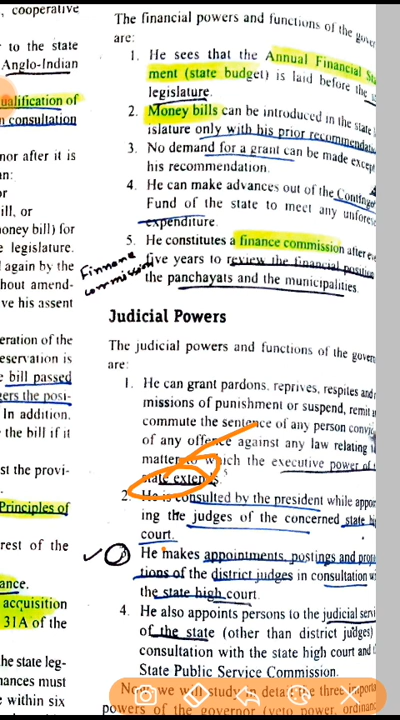 , cooperative
r to the state
Anglo-Indian
ualification of
n consultation
nor after it is
an:
or
ill, or
noney bill) for
e legislature.
l again by the
hout amend-
ve his assent
eration of the
eservation is
e bill passed
gers the posi-
In addition.
the bill if it
st the provi-
Principles of
rest of the
ance.
acquisition
31A of the
he state leg-
nances must
e within six
The financial powers and functions of the gover
are:
1. He sees that the Annual Financial Sta
ment (state budget) is laid before the
legislature.
2. Money bills can be introduced in the state
islature only with his prior recommendatio
3. No demand for a grant can be made except
his recommendation.
4. He can make advances out of the Conting
Fund of the state to meet any unfores
expenditure.
5. He constitutes a finance commission after eve
five years to review the financial position
the panchayats and the municipalities.
Finnance
commission
Judicial Powers
The judicial powers and functions of the govern
are:
1. He can grant pardons, reprives, respites and r
missions of punishment or suspend, remit a
commute the sentence of any person convic
of any offence against any law relating t
matter to which the executive power of t
state extends.5
2. He is consulted by the president while appoi
ing the judges of the concerned state hig
court.
3. He makes appointments, postings and promo
tions of the district judges in consultation w
the state high court.
4. He also appoints persons to the judicial servi
of the state (other than district judges)
consultation with the state high court and t
State Public Service Commission.
Now, we will study in detail the three importa
powers of the governor (veto power, ordinanc